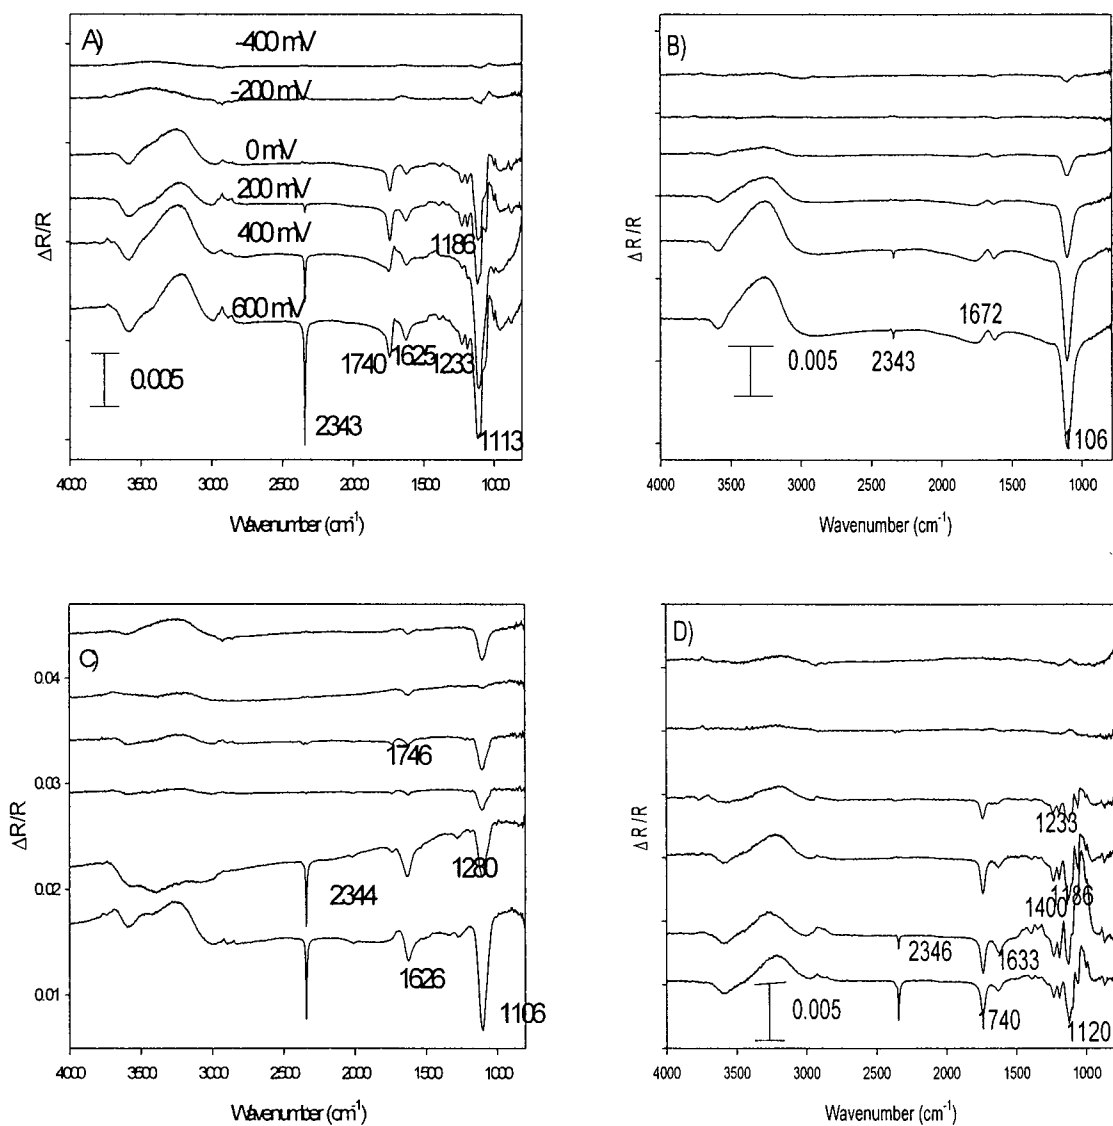 A)
-400 mV
-200 mV
0 mV
200 mV
400 mV
600 mV
1186
1740
1625
1233
0.005
2343
1113
ΔR/R
4000 3500 3000 2500 2000 1500 1000
Wavenumber (cm-1)
B)
1672
0.005
2343
1106
ΔR/R
4000 3000 2000 1500 1000
Wavenumber (cm-1)
C)
0.04
0.03
0.02
0.01
1746
1280
2344
1626
1106
ΔR/R
4000 3500 3000 2500 2000 1500 1000
Wavenumber (cm-1)
D)
1233
1186
1400
2346
1633
0.005
1740
1120
ΔR/R
4000 3500 3000 2500 2000 1500 1000
Wavenumber (cm-1)